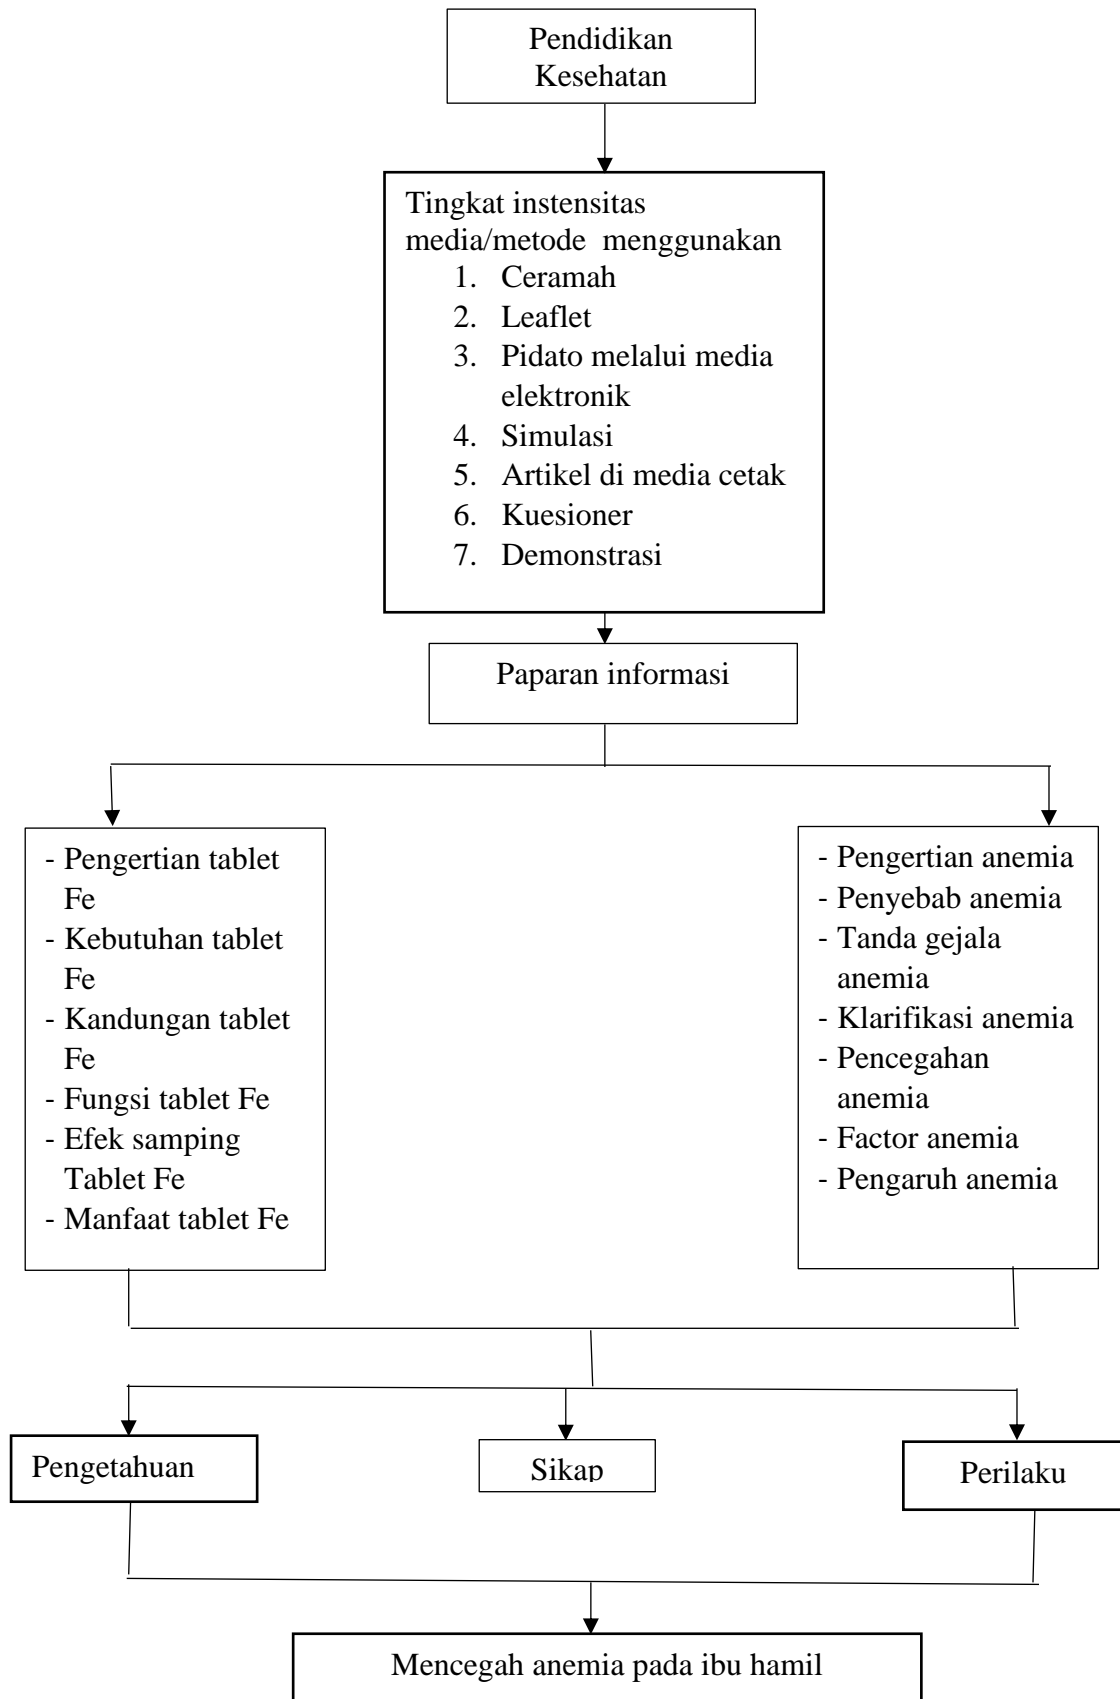 Pendidikan
Kesehatan
Tingkat instensitas
media/metode menggunakan
1. Ceramah
2. Leaflet
3. Pidato melalui media
elektronik
4. Simulasi
5. Artikel di media cetak
6. Kuesioner
7. Demonstrasi
Paparan informasi
- Pengertian tablet
Fe
- Kebutuhan tablet
Fe
- Kandungan tablet
Fe
- Fungsi tablet Fe
- Efek samping
Tablet Fe
- Manfaat tablet Fe
- Pengertian anemia
- Penyebab anemia
- Tanda gejala
anemia
- Klarifikasi anemia
- Pencegahan
anemia
- Factor anemia
- Pengaruh anemia
Pengetahuan
Sikap
Perilaku
Mencegah anemia pada ibu hamil